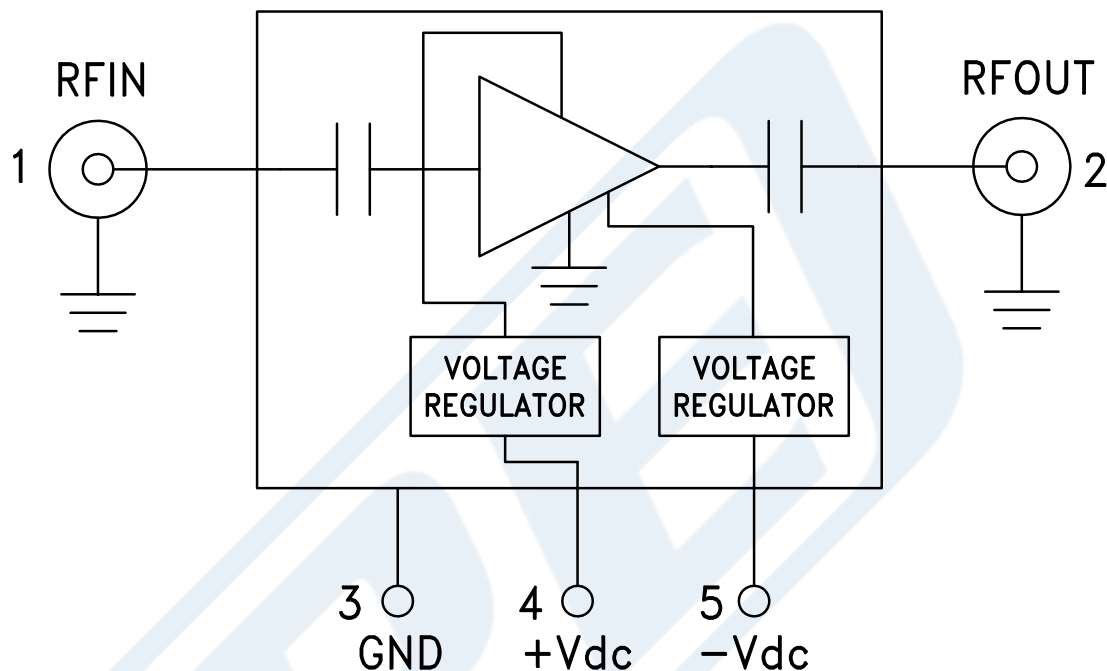 RFIN
RFOUT
1
2
VOLTAGE
REGULATOR
VOLTAGE
REGULATOR
3
4
5
GND
+Vdc
-Vdc